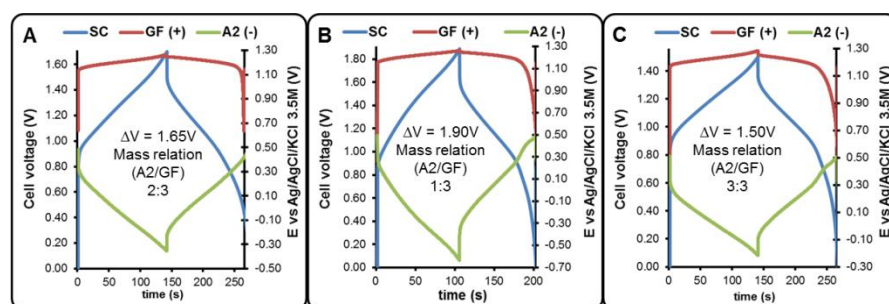 A
SC GF (+) A2 (-)
Cell voltage (V)
1.60
1.40
1.20
1.00
0.80
0.60
0.40
0.20
0.00
ΔV = 1.65V
Mass relation
(A2/GF)
2:3
1.30
1.10
0.90
0.70
0.50
0.30
0.10
-0.10
-0.30
-0.50
E vs Ag/AgCl/KCl 3.5M (V)
0 50 100 150 200 250
time (s)
B
SC GF (+) A2 (-)
Cell voltage (V)
1.80
1.60
1.40
1.20
1.00
0.80
0.60
0.40
0.20
0.00
ΔV = 1.90V
Mass relation
(A2/GF)
1:3
1.30
1.10
0.90
0.70
0.50
0.30
0.10
-0.10
-0.30
-0.50
-0.70
E vs Ag/AgCl/KCl 3.5M (V)
0 50 100 150 200
time (s)
C
SC GF (+) A2 (-)
Cell voltage (V)
1.40
1.20
1.00
0.80
0.60
0.40
0.20
0.00
ΔV = 1.50V
Mass relation
(A2/GF)
3:3
1.30
1.10
0.90
0.70
0.50
0.30
0.10
-0.10
-0.30
E vs Ag/AgCl/KCl 3.5M (V)
0 50 100 150 200 250
time (s)